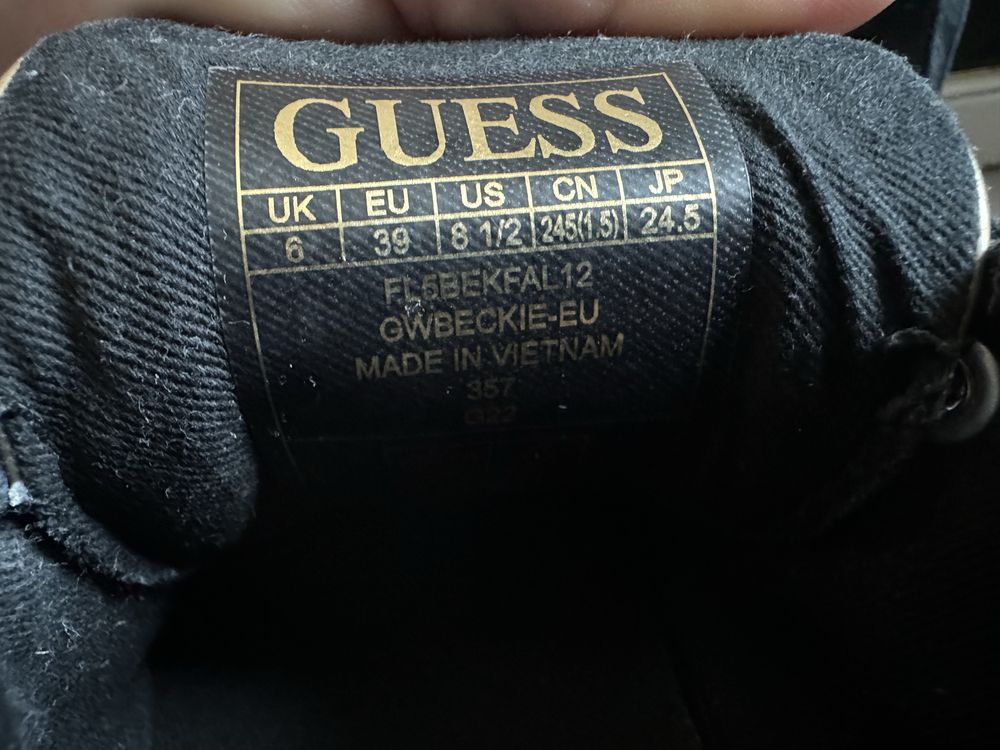 GUESS
UK EU US CN JP
6 39 8 1/2 245(1.5) 24.5
FL6BEKFAL12
GWBECKIE-EU
MADE IN VIETNAM
357